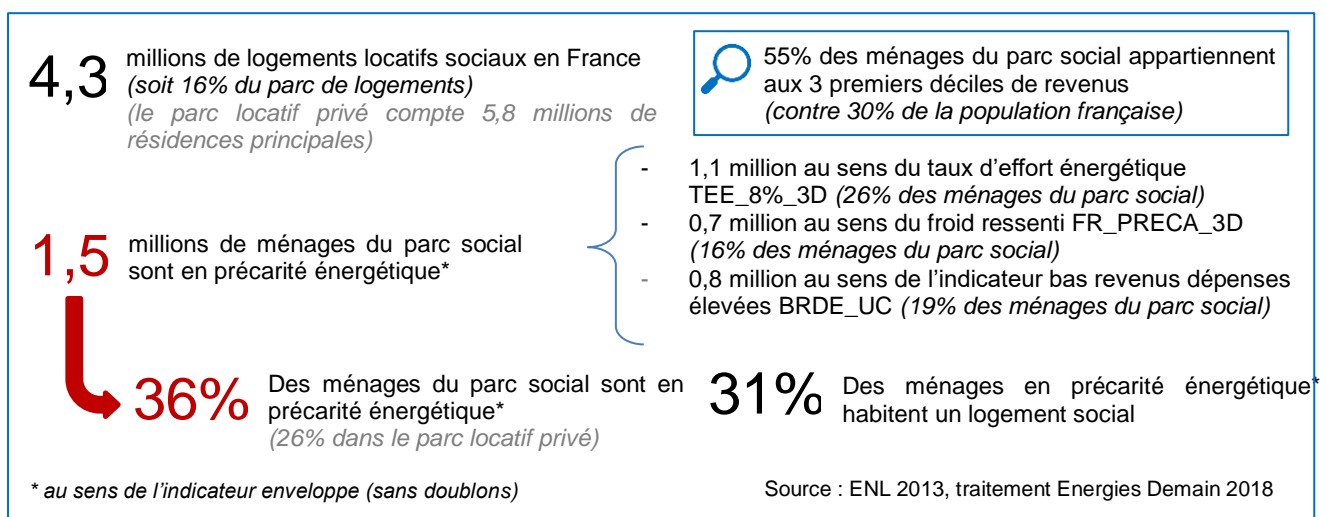 4,3
millions de logements locatifs sociaux en France
(soit 16% du parc de logements)
(le parc locatif privé compte 5,8 millions de
résidences principales)
55% des ménages du parc social appartiennent
aux 3 premiers déciles de revenus
(contre 30% de la population française)
1,5
millions de ménages du parc social
sont en précarité énergétique*
- 1,1 million au sens du taux d’effort énergétique
TEE_8%_3D (26% des ménages du parc social)
- 0,7 million au sens du froid ressenti FR_PRECA_3D
(16% des ménages du parc social)
- 0,8 million au sens de l’indicateur bas revenus dépenses
élevées BRDE_UC (19% des ménages du parc social)
36%
Des ménages du parc social sont en
précarité énergétique*
(26% dans le parc locatif privé)
31%
Des ménages en précarité énergétique*
habitent un logement social
* au sens de l’indicateur enveloppe (sans doublons)
Source : ENL 2013, traitement Energies Demain 2018